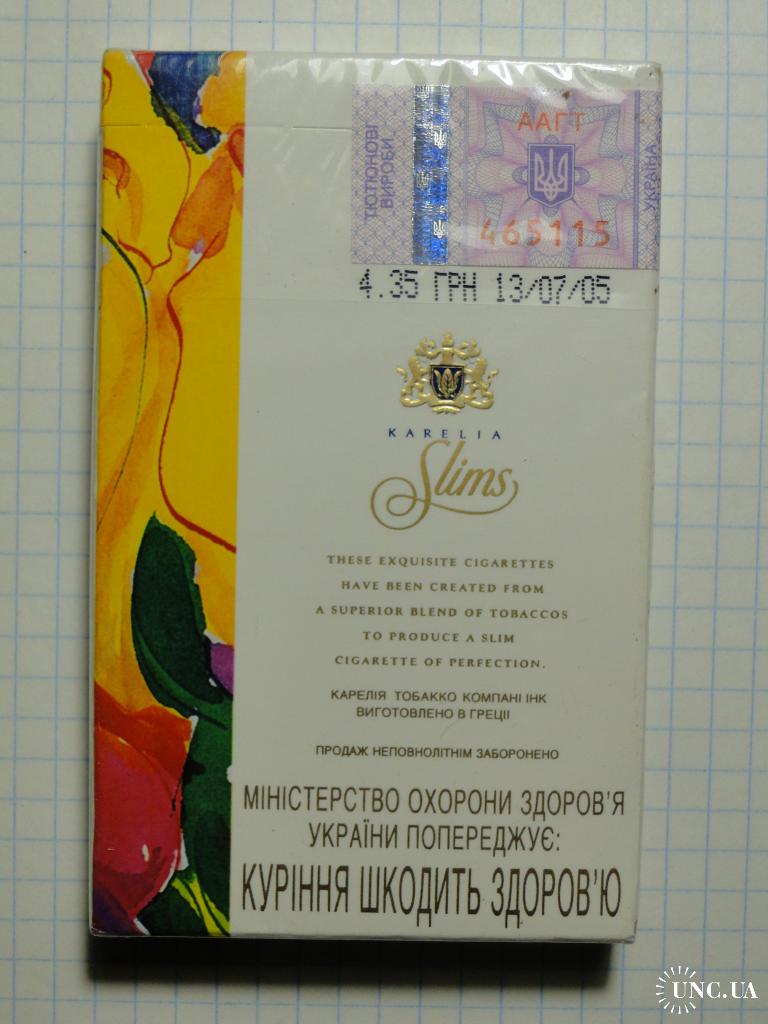 ТЮТЮНОВІ
ВИРОБИ
ААГТ
465115
УКРАЇНА
4.35 ГРН 13/07/05
KARELIA
Slims
THESE EXQUISITE CIGARETTES
HAVE BEEN CREATED FROM
A SUPERIOR BLEND OF TOBACCOS
TO PRODUCE A SLIM
CIGARETTE OF PERFECTION.
КАРЕЛІЯ ТОБАККО КОМПАНІ ІНК
ВИГОТОВЛЕНО В ГРЕЦІЇ
ПРОДАЖ НЕПОВНОЛІТНІМ ЗАБОРОНЕНО
МІНІСТЕРСТВО ОХОРОНИ ЗДОРОВ'Я
УКРАЇНИ ПОПЕРЕДЖУЄ:
КУРІННЯ ШКОДИТЬ ЗДОРОВ'Ю
UNC.UA